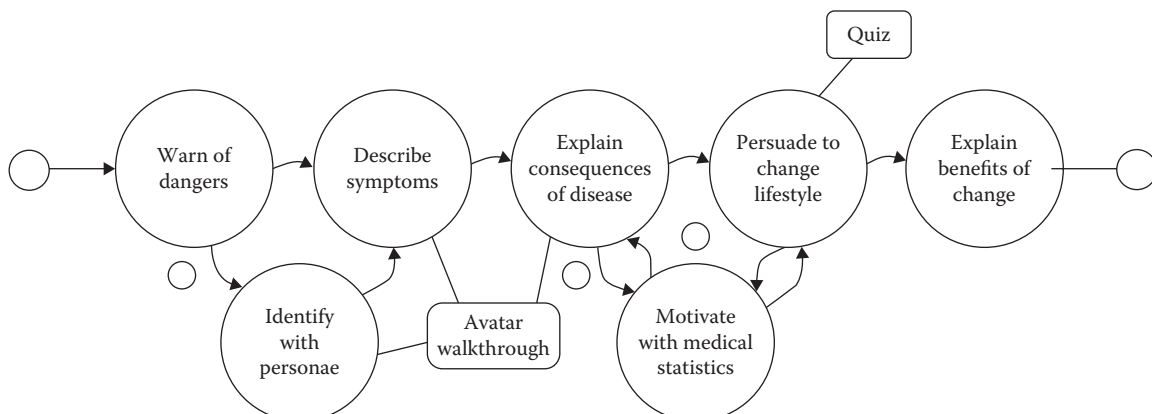 Quiz
Warn of
dangers
Describe
symptoms
Explain
consequences
of disease
Persuade to
change
lifestyle
Explain
benefits of
change
Identify
with
personae
Avatar
walkthrough
Motivate
with medical
statistics